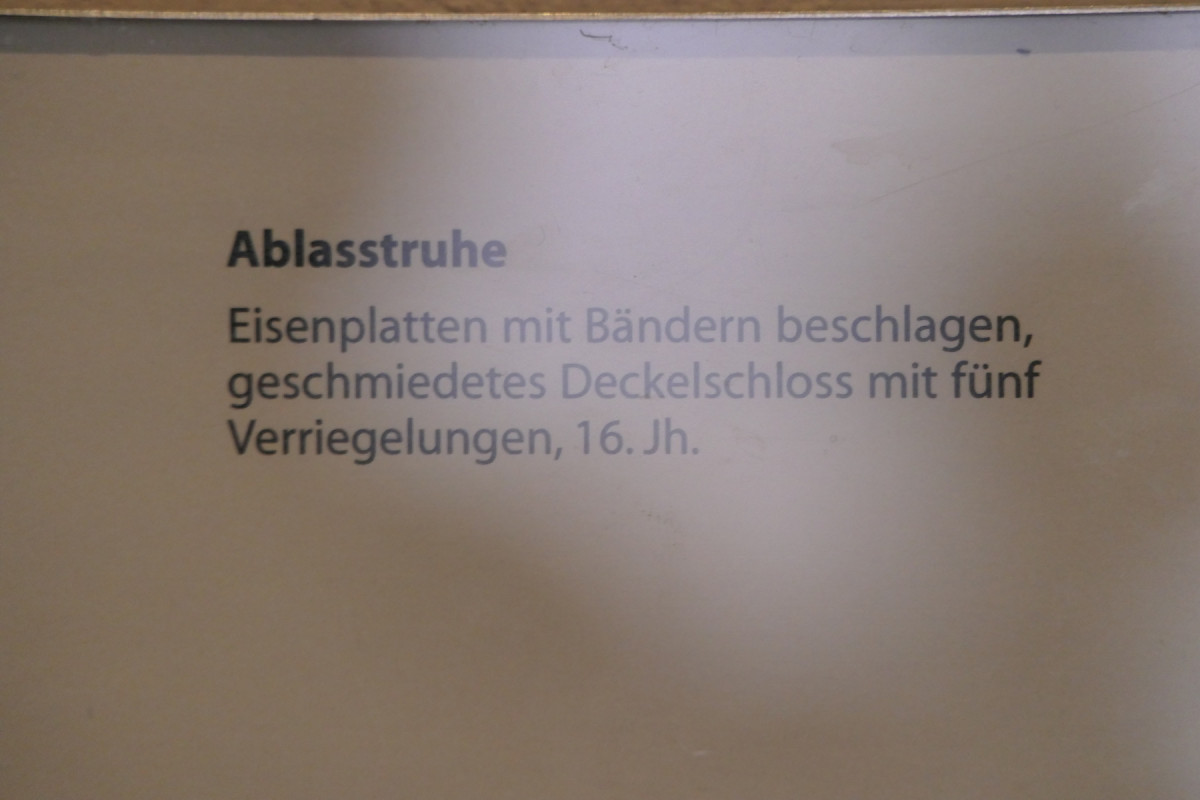 Ablasstruhe
Eisenplatten mit Bändern beschlagen,
geschmiedetes Deckelschloss mit fünf
Verriegelungen, 16. Jh.